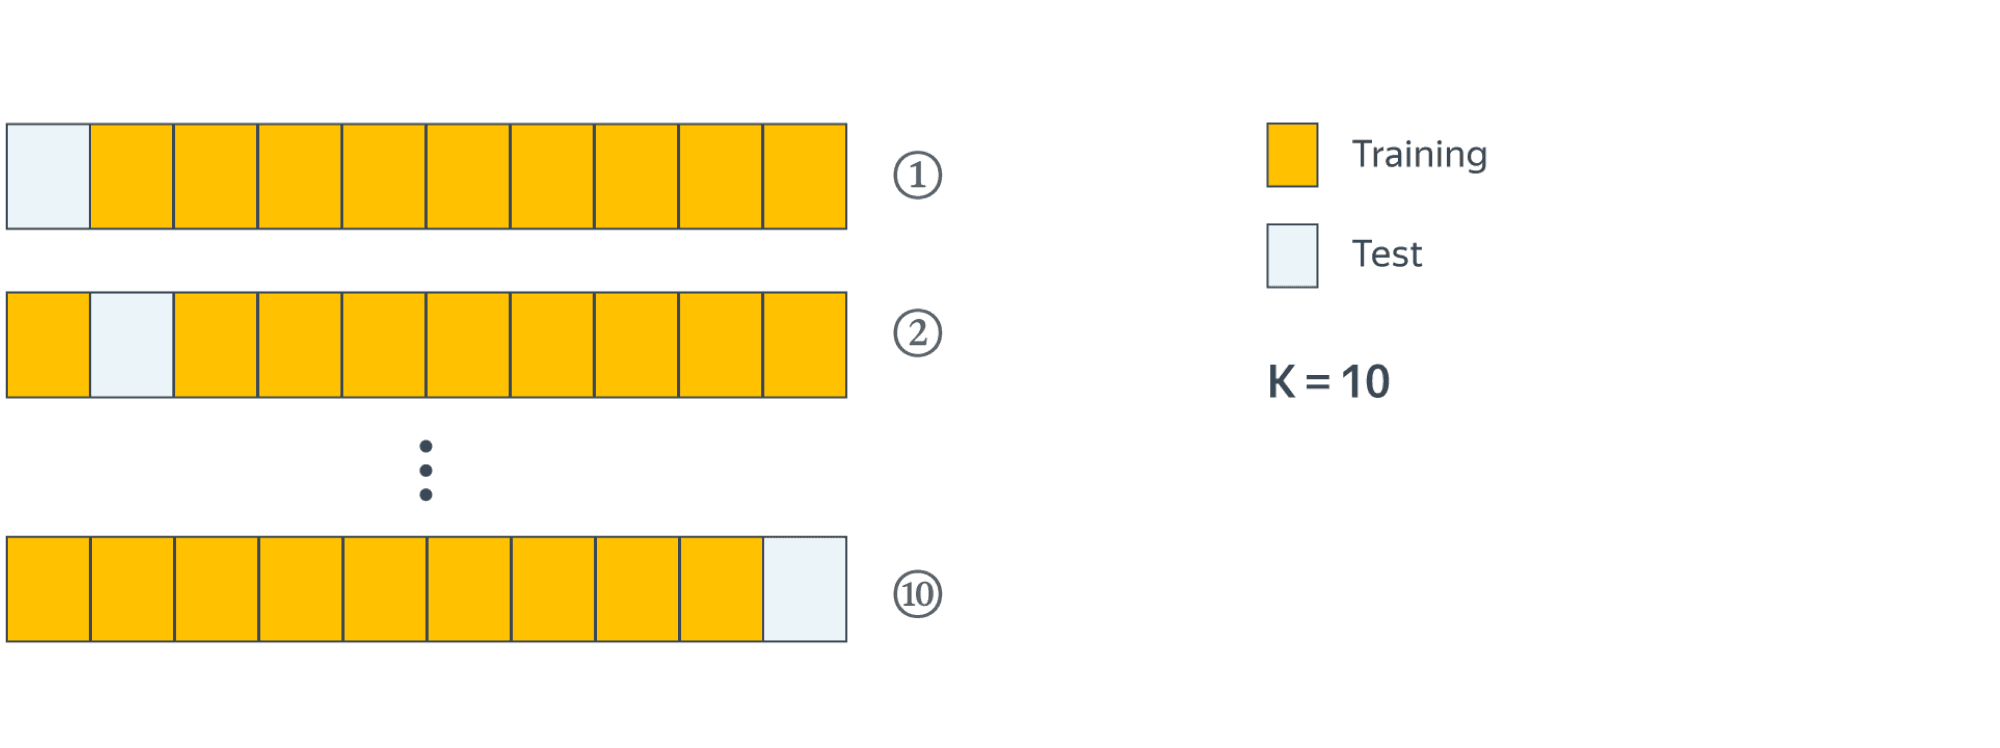 ①
Training
Test
②
K = 10
⑩